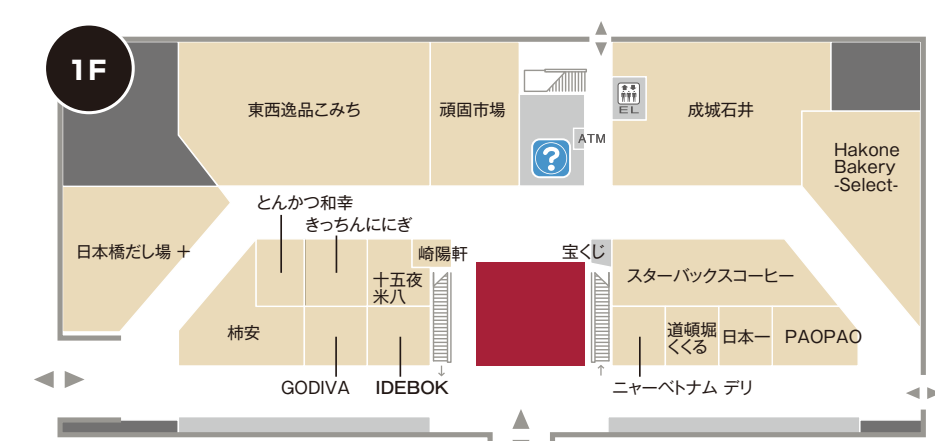 1F
東西逸品こみち
頑固市場
EL
ATM
成城石井
Hakone
Bakery
-Select-
日本橋だし場 +
とんかつ和幸
きっちんににぎ
崎陽軒
十五夜
米八
宝くじ
スターバックスコーヒー
柿安
道頓堀
くくる
日本一
PAOPAO
GODIVA
IDEBOK
ニャーベトナム デリ
?